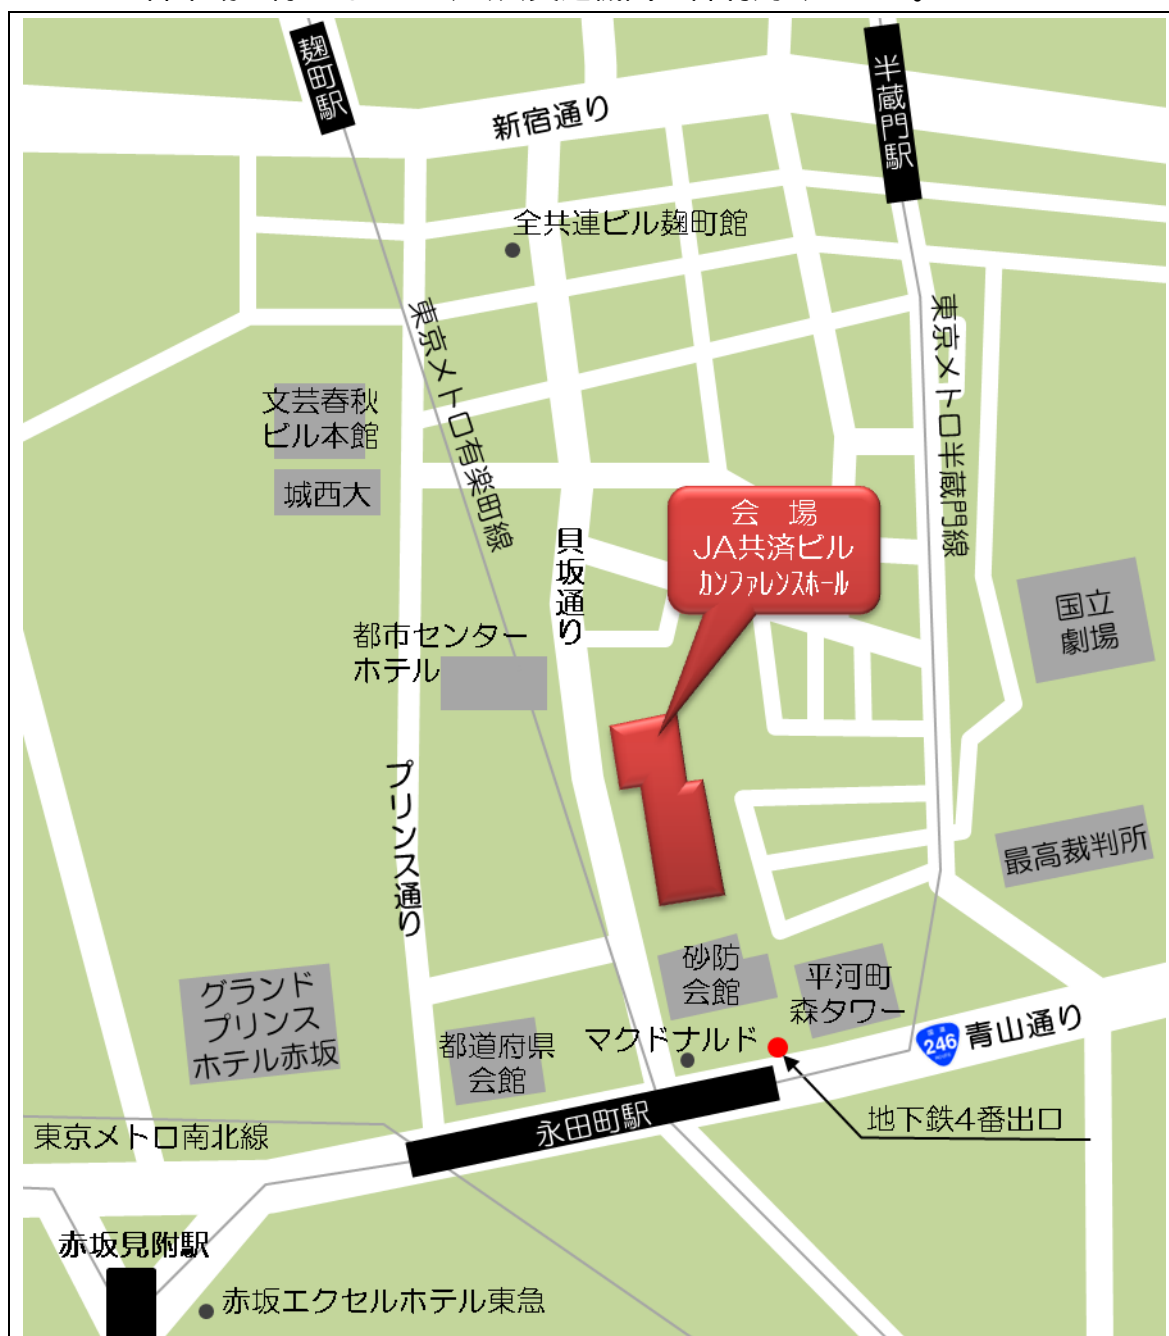 麹町駅
半蔵門駅
新宿通り
全共連ビル麹町館
東京メトロ有楽町線
東京メトロ半蔵門線
文芸春秋
ビル本館
城西大
会　場
JA共済ビル
ｶﾝﾌｧﾚﾝｽﾎｰﾙ
貝坂通り
国立
劇場
都市センター
ホテル
プリンス通り
最高裁判所
砂防
会館
平河町
森タワー
グランド
プリンス
ホテル赤坂
都道府県
会館
マクドナルド
246
青山通り
地下鉄4番出口
永田町駅
東京メトロ南北線
赤坂見附駅
赤坂エクセルホテル東急